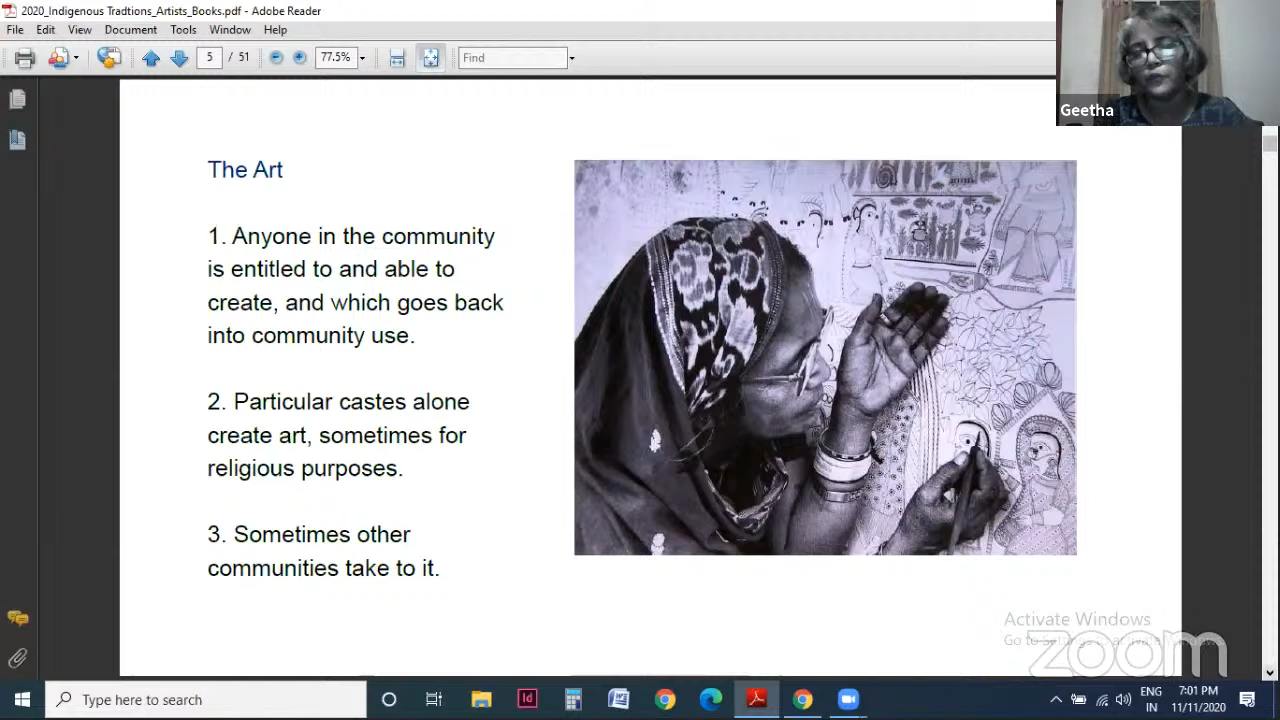 2020_Indigenous Tradtions_Artists_Books.pdf - Adobe Reader
File Edit View Document Tools Window Help
5 / 51 77.5% Find
Geetha
The Art
1. Anyone in the community
is entitled to and able to
create, and which goes back
into community use.
2. Particular castes alone
create art, sometimes for
religious purposes.
3. Sometimes other
communities take to it.
Activate Windows
Go to Settings to activate Windows.
zoom
Type here to search
Id
ENG
IN
7:01 PM
11/11/2020